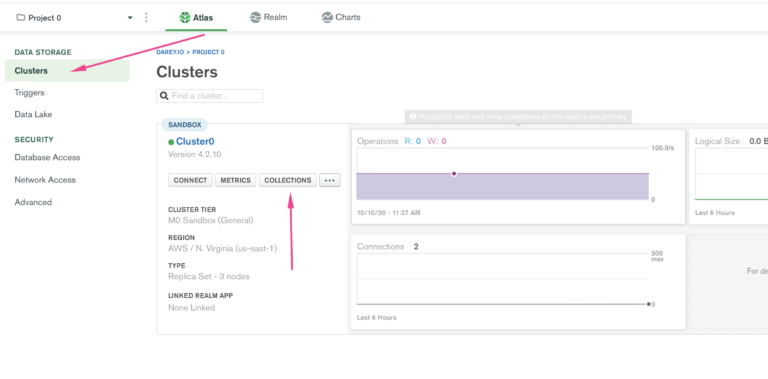 Project 0
Atlas
Realm
Charts
DATA STORAGE
Clusters
Triggers
Data Lake
SECURITY
Database Access
Network Access
Advanced
DAREY.IO > PROJECT 0
Clusters
Find a cluster...
SANDBOX
Cluster0
Version 4.2.10
CONNECT METRICS COLLECTIONS ...
CLUSTER TIER
M0 Sandbox (General)
REGION
AWS / N. Virginia (us-east-1)
TYPE
Replica Set - 3 nodes
LINKED REALM APP
None Linked
MongoDB read and write operations on the replica set primary
Operations R: 0 W: 0
100.0/s
0
10/10/20 - 11:27 AM
Logical Size 0.0 B
Last 6 Hours
Connections 2
500
max
0
Last 6 Hours
For de